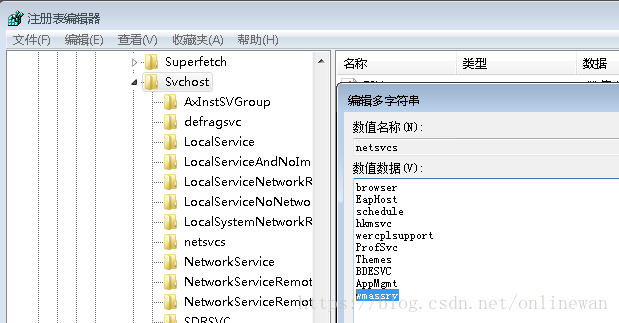 注册表编辑器
文件(F) 编辑(E) 查看(V) 收藏夹(A) 帮助(H)
Superfetch
Svchost
AxInstSVGroup
defragsvc
LocalService
LocalServiceAndNoIm
LocalServiceNetworkR
LocalServiceNoNetwo
LocalSystemNetworkR
netsvcs
NetworkService
NetworkServiceRemot
NetworkServiceRemot
SDRSVC
名称 类型 数据
编辑多字符串
数值名称(N):
netsvcs
数值数据(V):
browser
EapHost
schedule
hkmsvc
wercplsupport
ProfSvc
Themes
BDESVC
AppMgmt
wmassrv
https://blog.csdn.net/onlinewan